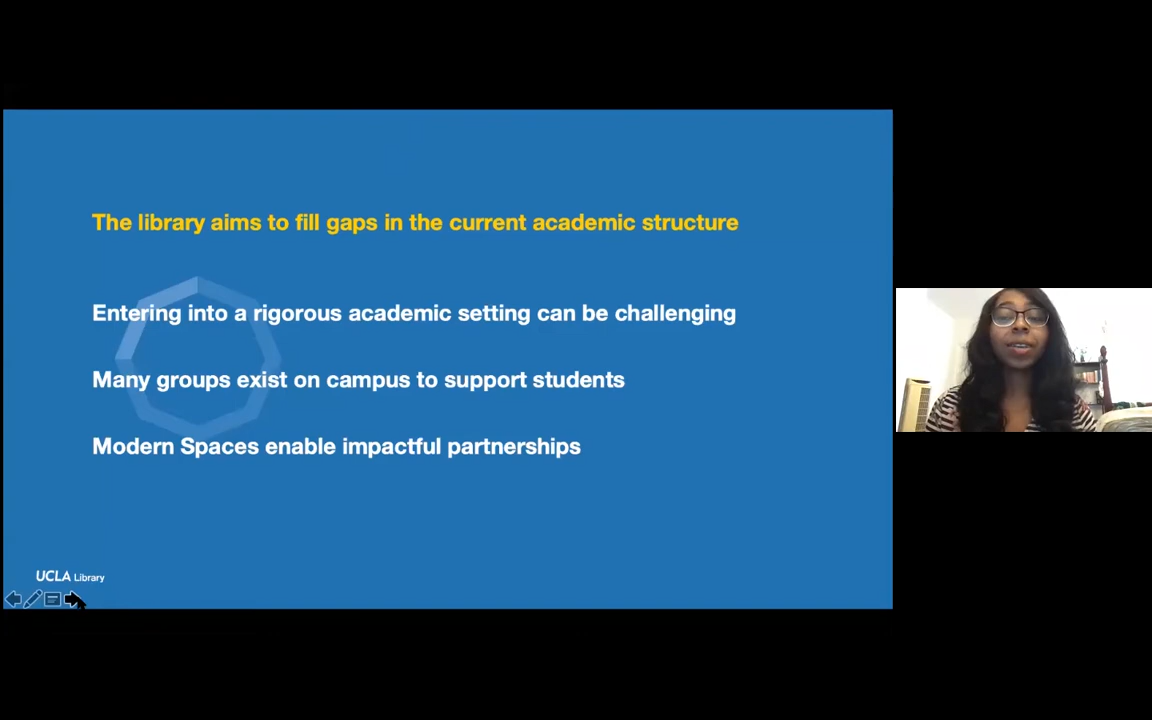 The library aims to fill gaps in the current academic structure
Entering into a rigorous academic setting can be challenging
Many groups exist on campus to support students
Modern Spaces enable impactful partnerships
UCLA Library